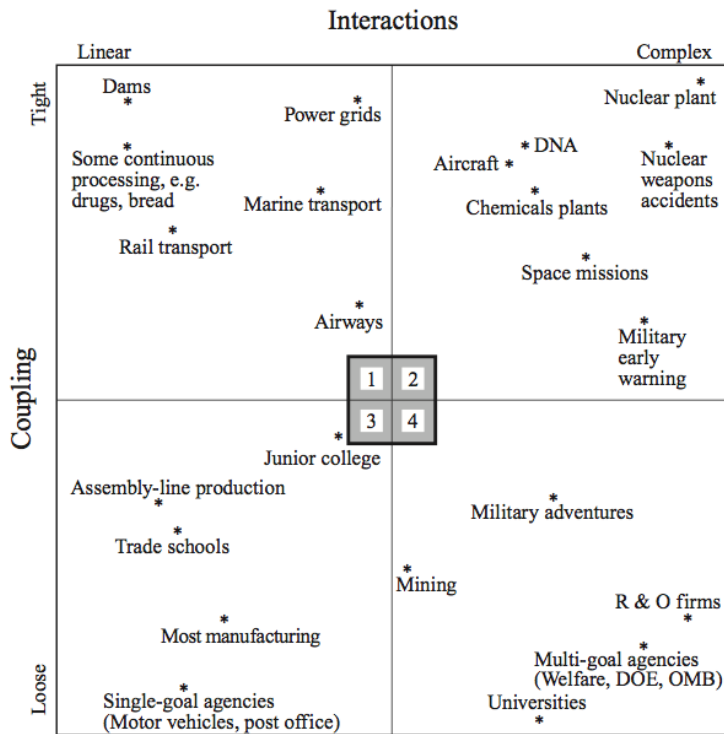 Interactions
Linear
Complex
Tight
Coupling
Loose
Dams
Power grids
Nuclear plant
Some continuous
processing, e.g.
drugs, bread
DNA
Aircraft
Nuclear
weapons
accidents
Marine transport
Chemicals plants
Rail transport
Space missions
Airways
Military
early
warning
1
2
3
4
Junior college
Assembly-line production
Military adventures
Trade schools
Mining
R & O firms
Most manufacturing
Multi-goal agencies
(Welfare, DOE, OMB)
Single-goal agencies
(Motor vehicles, post office)
Universities